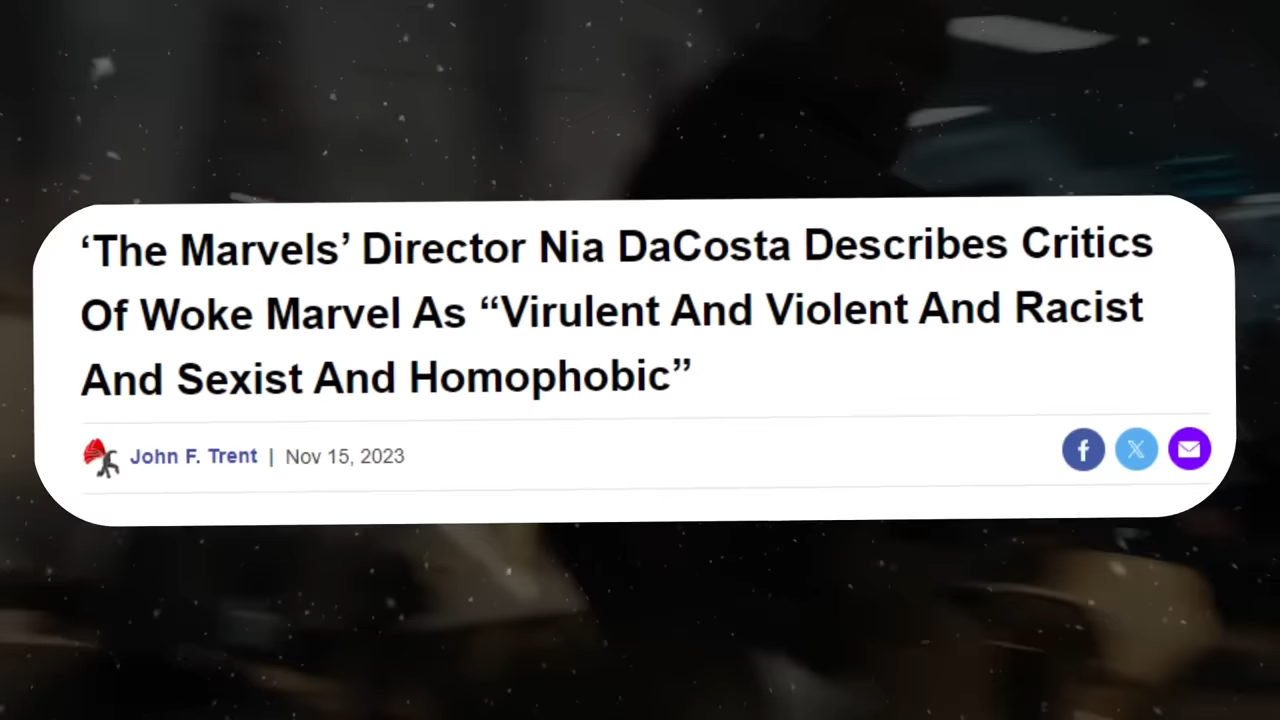 ‘The Marvels’ Director Nia DaCosta Describes Critics
Of Woke Marvel As “Virulent And Violent And Racist
And Sexist And Homophobic”
John F. Trent | Nov 15, 2023